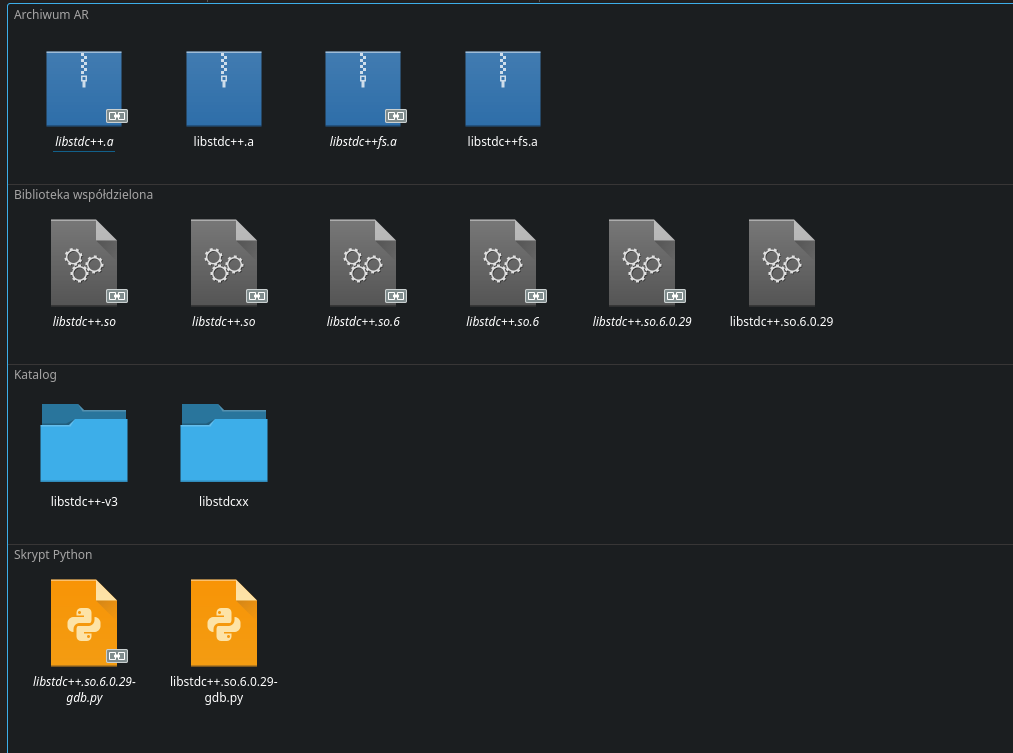 Archiwum AR
libstdc++.a
libstdc++.a
libstdc++fs.a
libstdc++fs.a
Biblioteka współdzielona
libstdc++.so
libstdc++.so
libstdc++.so.6
libstdc++.so.6
libstdc++.so.6.0.29
libstdc++.so.6.0.29
Katalog
libstdc++-v3
libstdcxx
Skrypt Python
libstdc++.so.6.0.29-
gdb.py
libstdc++.so.6.0.29-
gdb.py